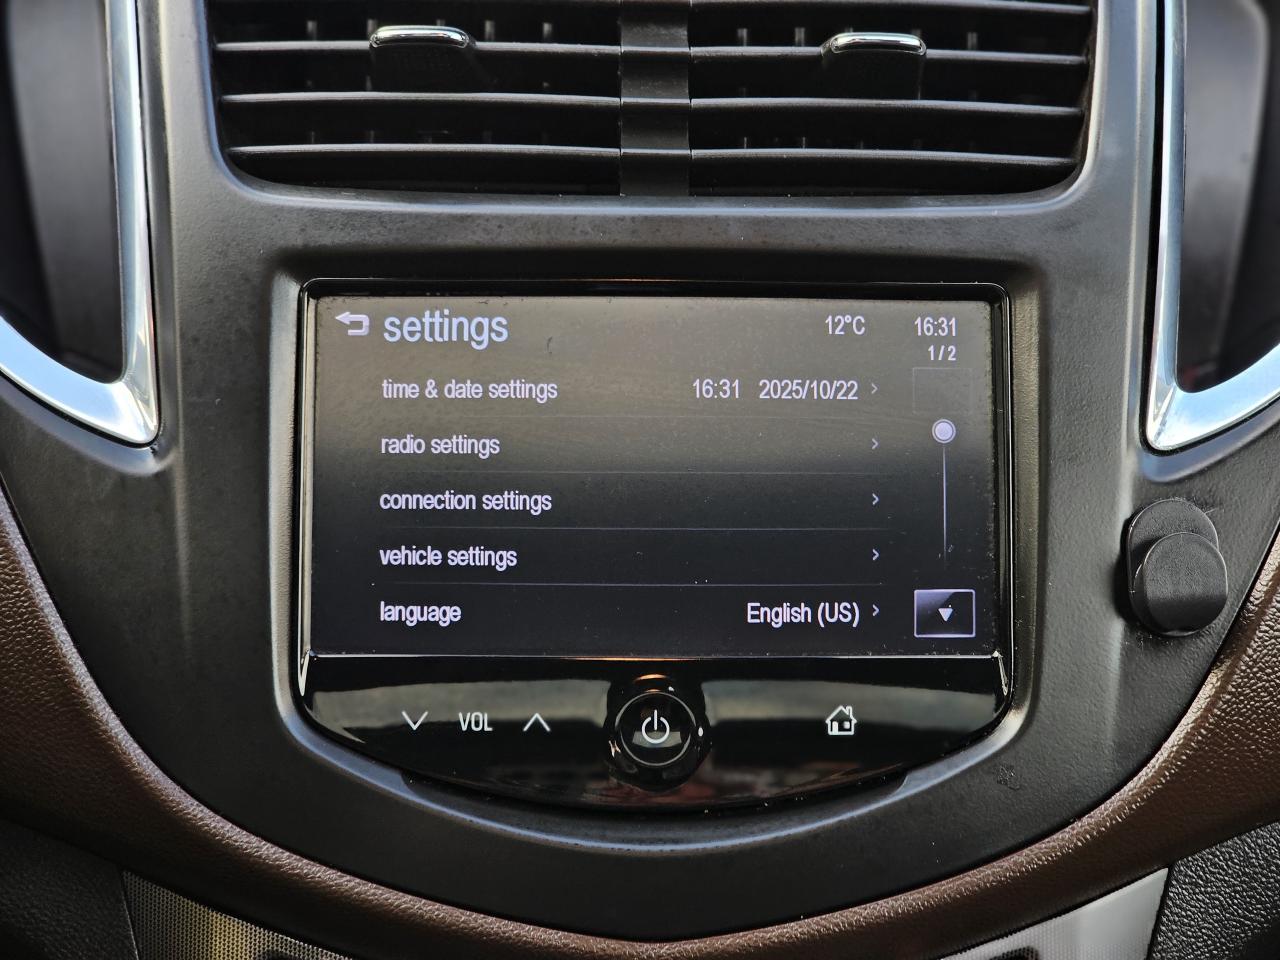 settings 12°C 16:31
1/2
time & date settings 16:31 2025/10/22
radio settings
connection settings
vehicle settings
language English (US)
VOL